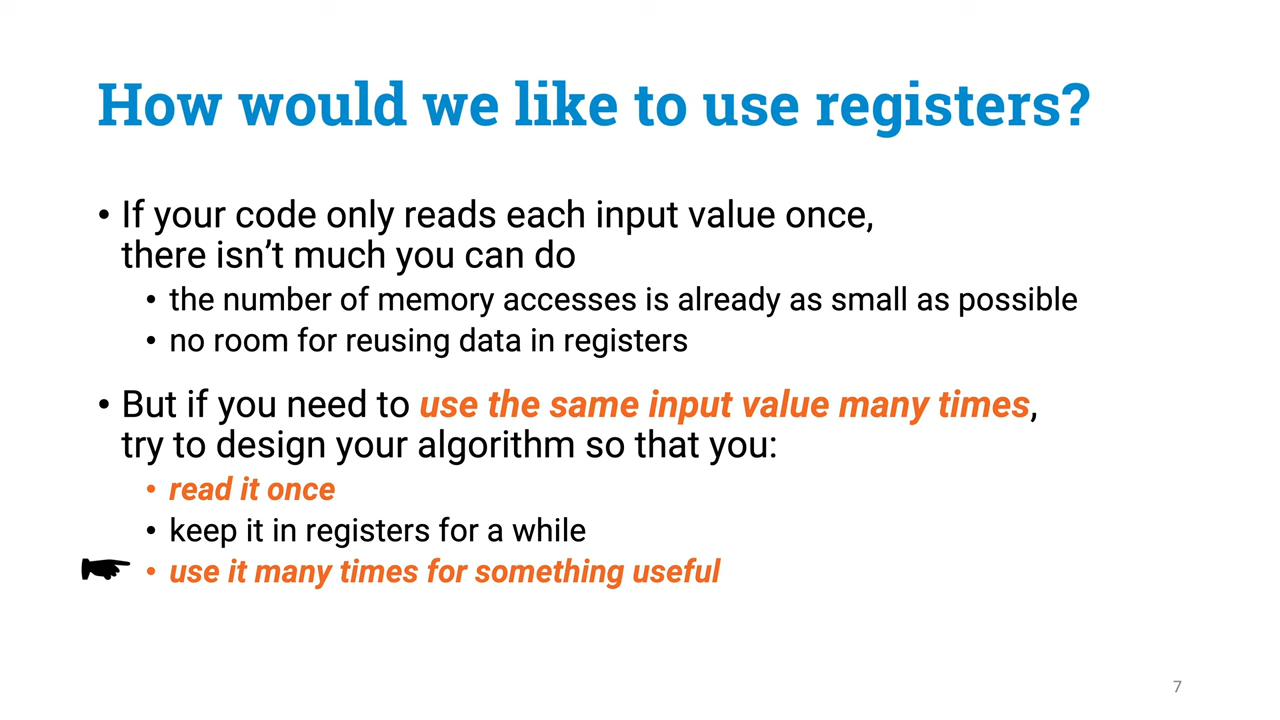 How would we like to use registers?
• If your code only reads each input value once,
there isn’t much you can do
• the number of memory accesses is already as small as possible
• no room for reusing data in registers
• But if you need to use the same input value many times,
try to design your algorithm so that you:
• read it once
• keep it in registers for a while
• use it many times for something useful
7